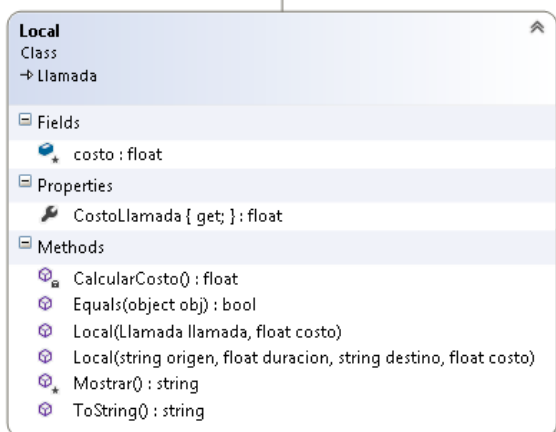 Local
Class
→ Llamada
Fields
costo : float
Properties
CostoLlamada { get; } : float
Methods
CalcularCosto() : float
Equals(object obj) : bool
Local(Llamada llamada, float costo)
Local(string origen, float duracion, string destino, float costo)
Mostrar() : string
ToString() : string